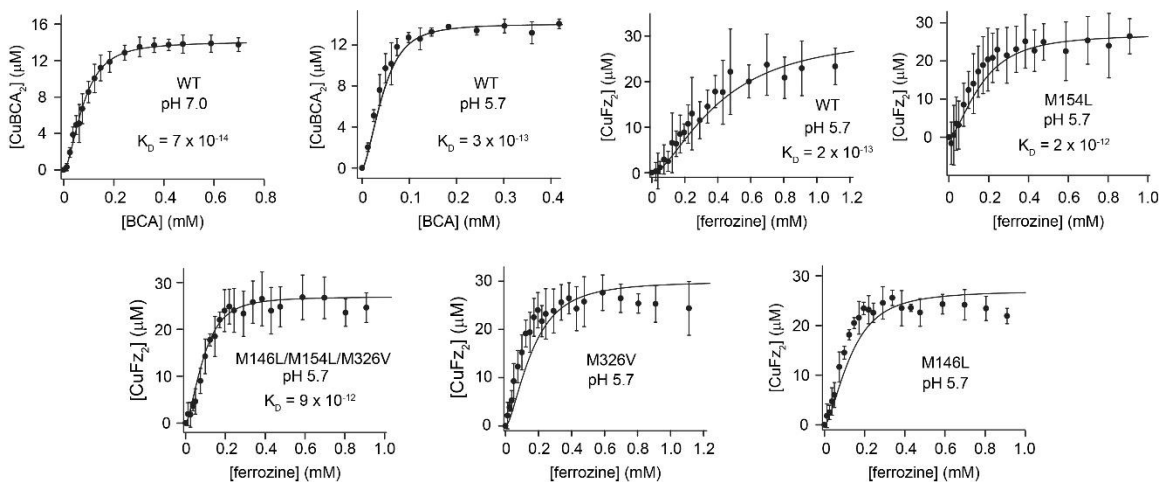 [CuBCA2] (µM)
16
12
8
4
0
WT
pH 7.0
KD = 7 x 10-14
0 0.2 0.4 0.6 0.8
[BCA] (mM)
[CuBCA2] (µM)
12
8
4
0
WT
pH 5.7
KD = 3 x 10-13
0 0.1 0.2 0.3 0.4
[BCA] (mM)
[CuFz2] (µM)
40
30
20
10
0
WT
pH 5.7
KD = 2 x 10-13
0 0.2 0.4 0.6 0.8 1.0 1.2
[ferrozine] (mM)
[CuFz2] (µM)
30
20
10
0
M154L
pH 5.7
KD = 2 x 10-12
0 0.2 0.4 0.6 0.8 1.0
[ferrozine] (mM)
[CuFz2] (µM)
30
20
10
0
M146L/M154L/M326V
pH 5.7
KD = 9 x 10-12
0 0.2 0.4 0.6 0.8 1.0
[ferrozine] (mM)
[CuFz2] (µM)
30
20
10
0
M326V
pH 5.7
0 0.2 0.4 0.6 0.8 1.0 1.2
[ferrozine] (mM)
[CuFz2] (µM)
30
20
10
0
M146L
pH 5.7
0 0.2 0.4 0.6 0.8 1.0
[ferrozine] (mM)